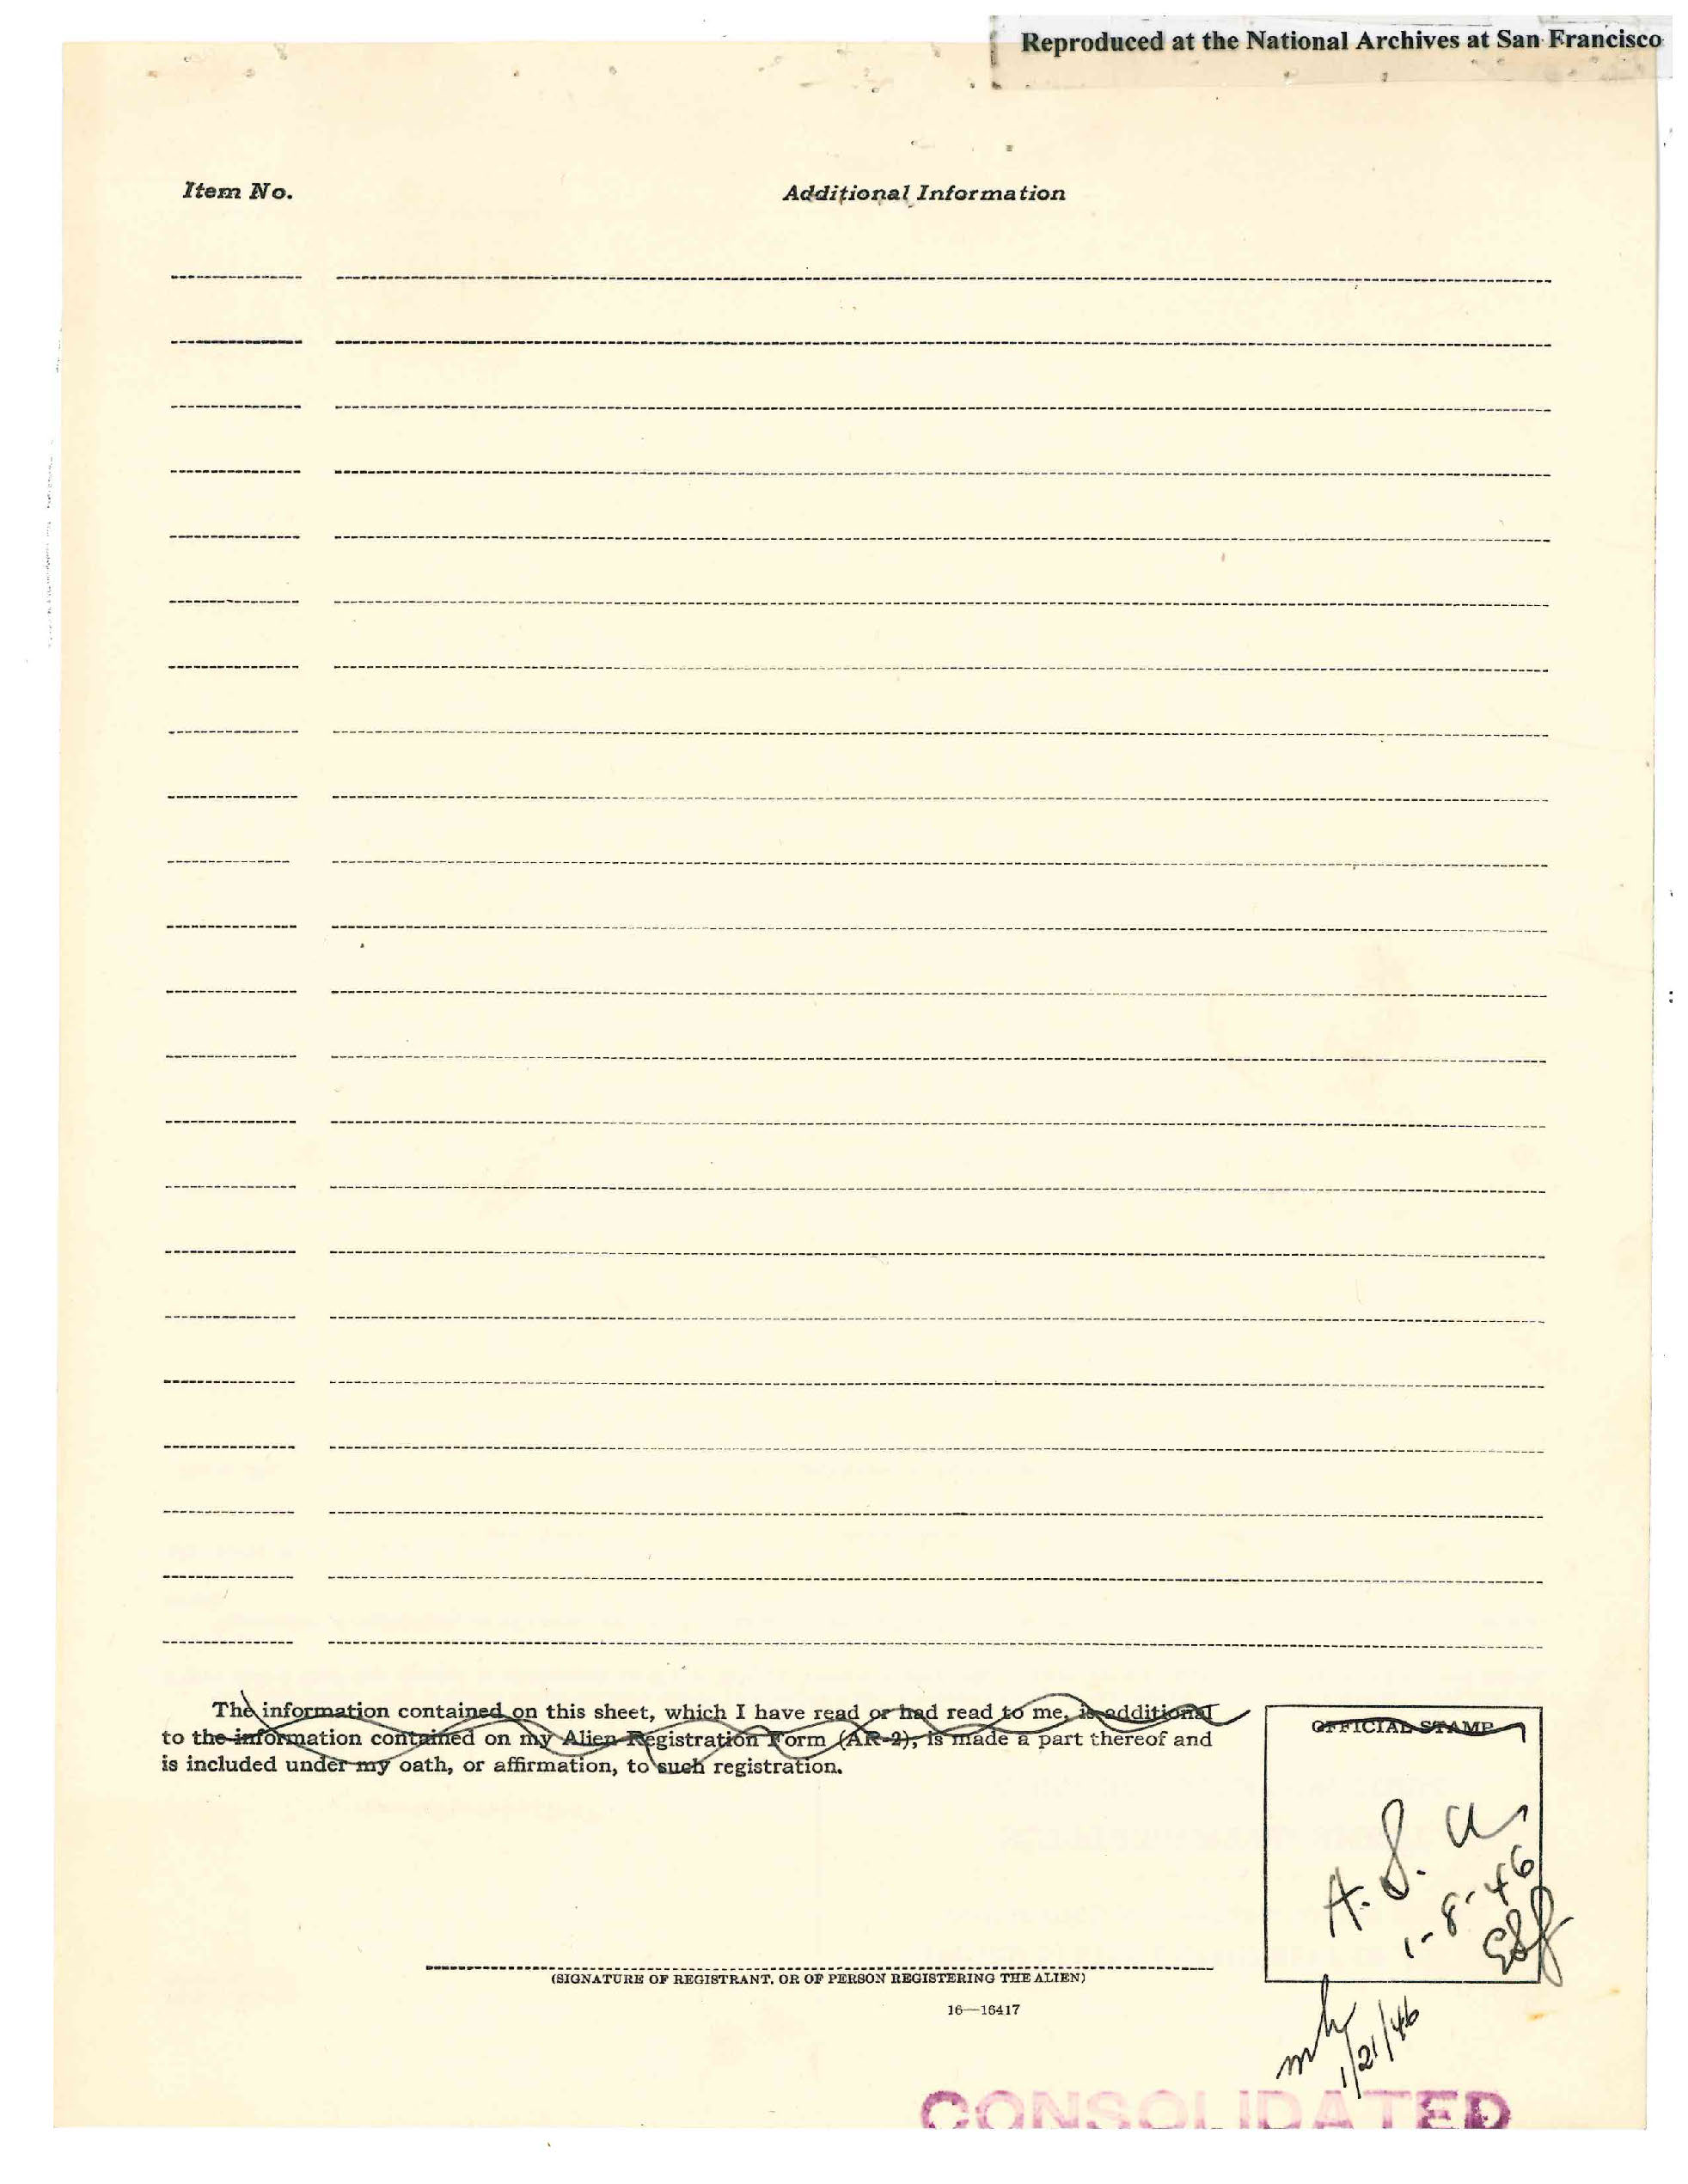 Reproduced at the National Archives at San Francisco
Item No. Additional Information
The information contained on this sheet, which I have read or had read to me, is additional
to the information contained on my Alien Registration Form (AR-2), is made a part thereof and
is included under my oath, or affirmation, to such registration.
OFFICIAL STAMP
A. S. a
1-8-46
(SIGNATURE OF REGISTRANT, OR OF PERSON REGISTERING THE ALIEN)
16—16417
mh
1/21/46
CONSOLIDATED